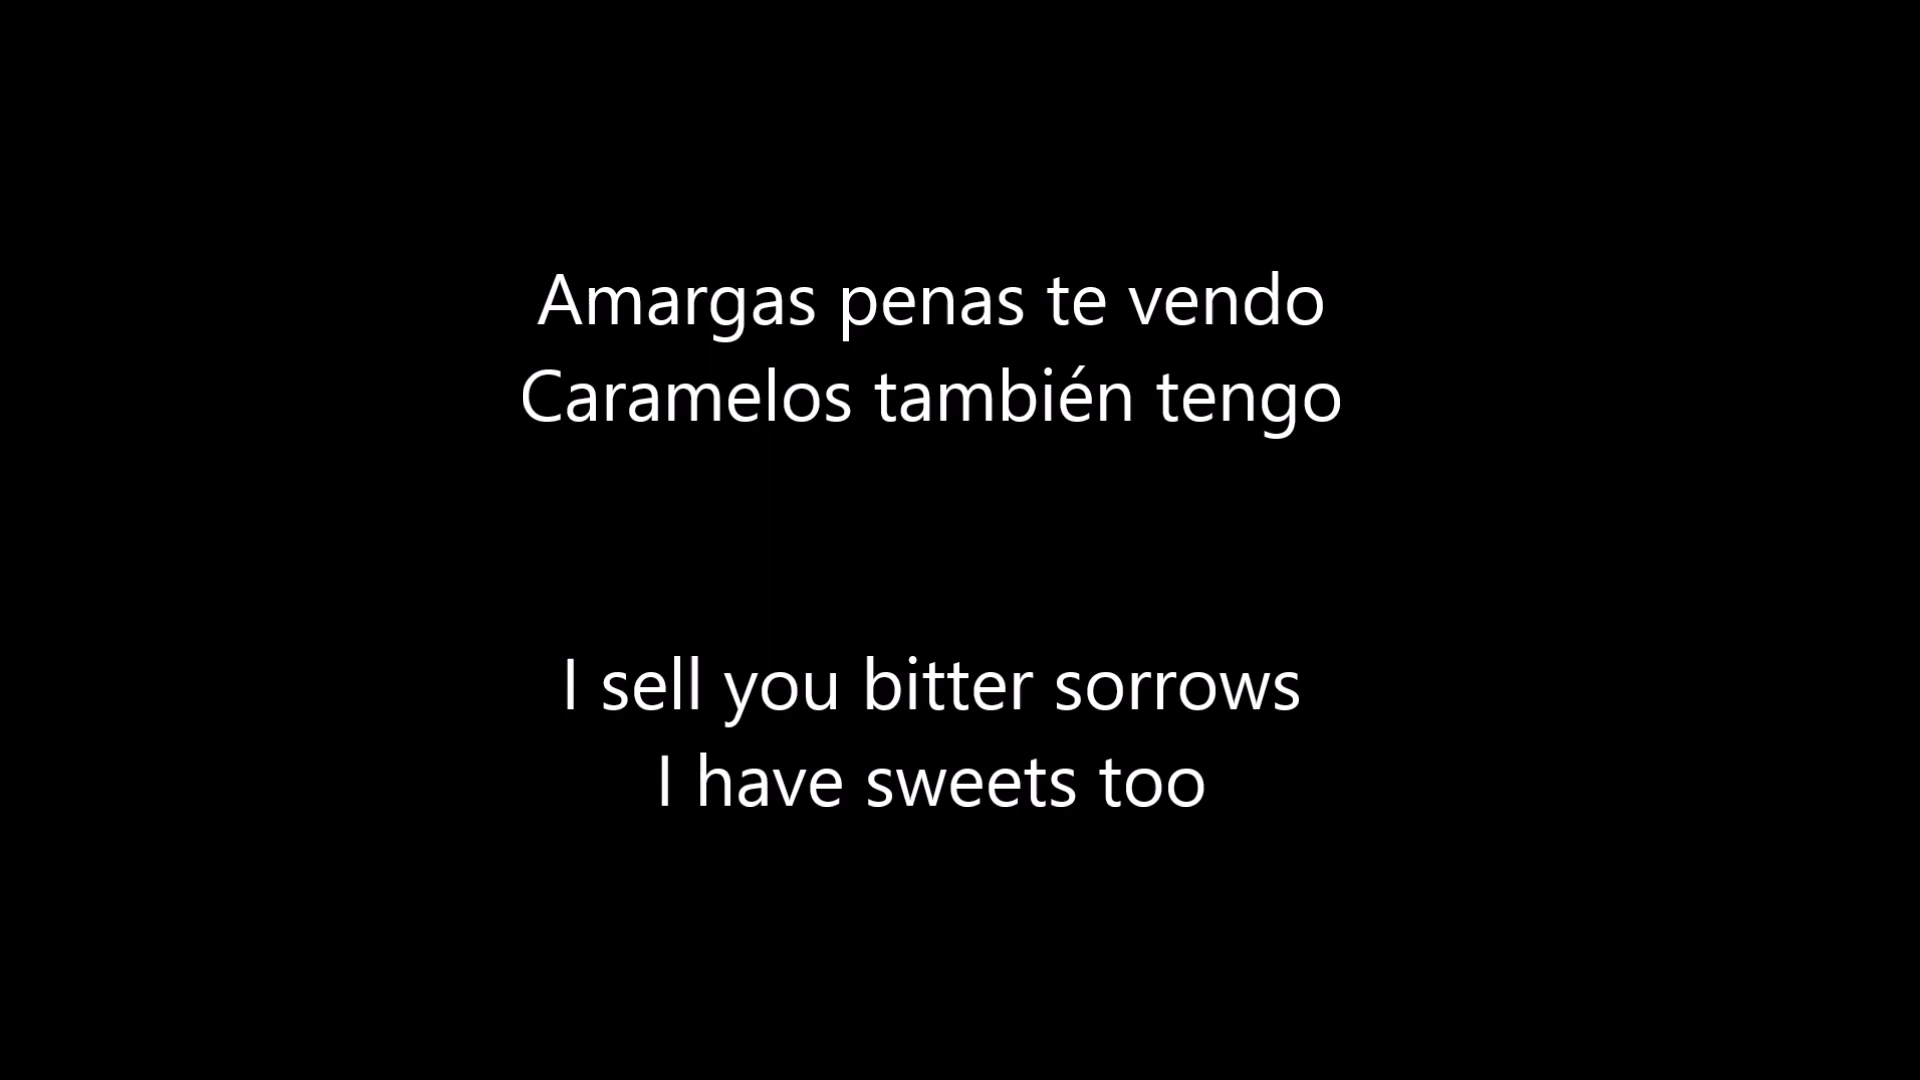 Amargas penas te vendo
Caramelos también tengo
I sell you bitter sorrows
I have sweets too